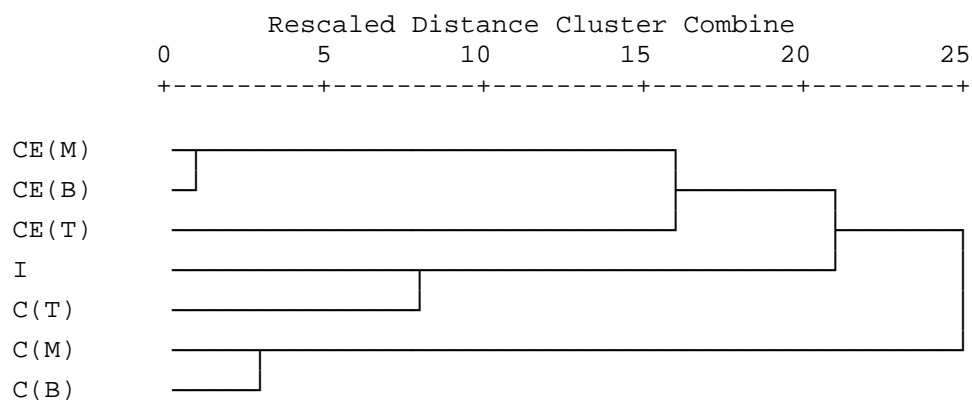 Rescaled Distance Cluster Combine
0 5 10 15 20 25
+---------+---------+---------+---------+---------+
CE(M)
CE(B)
CE(T)
I
C(T)
C(M)
C(B)